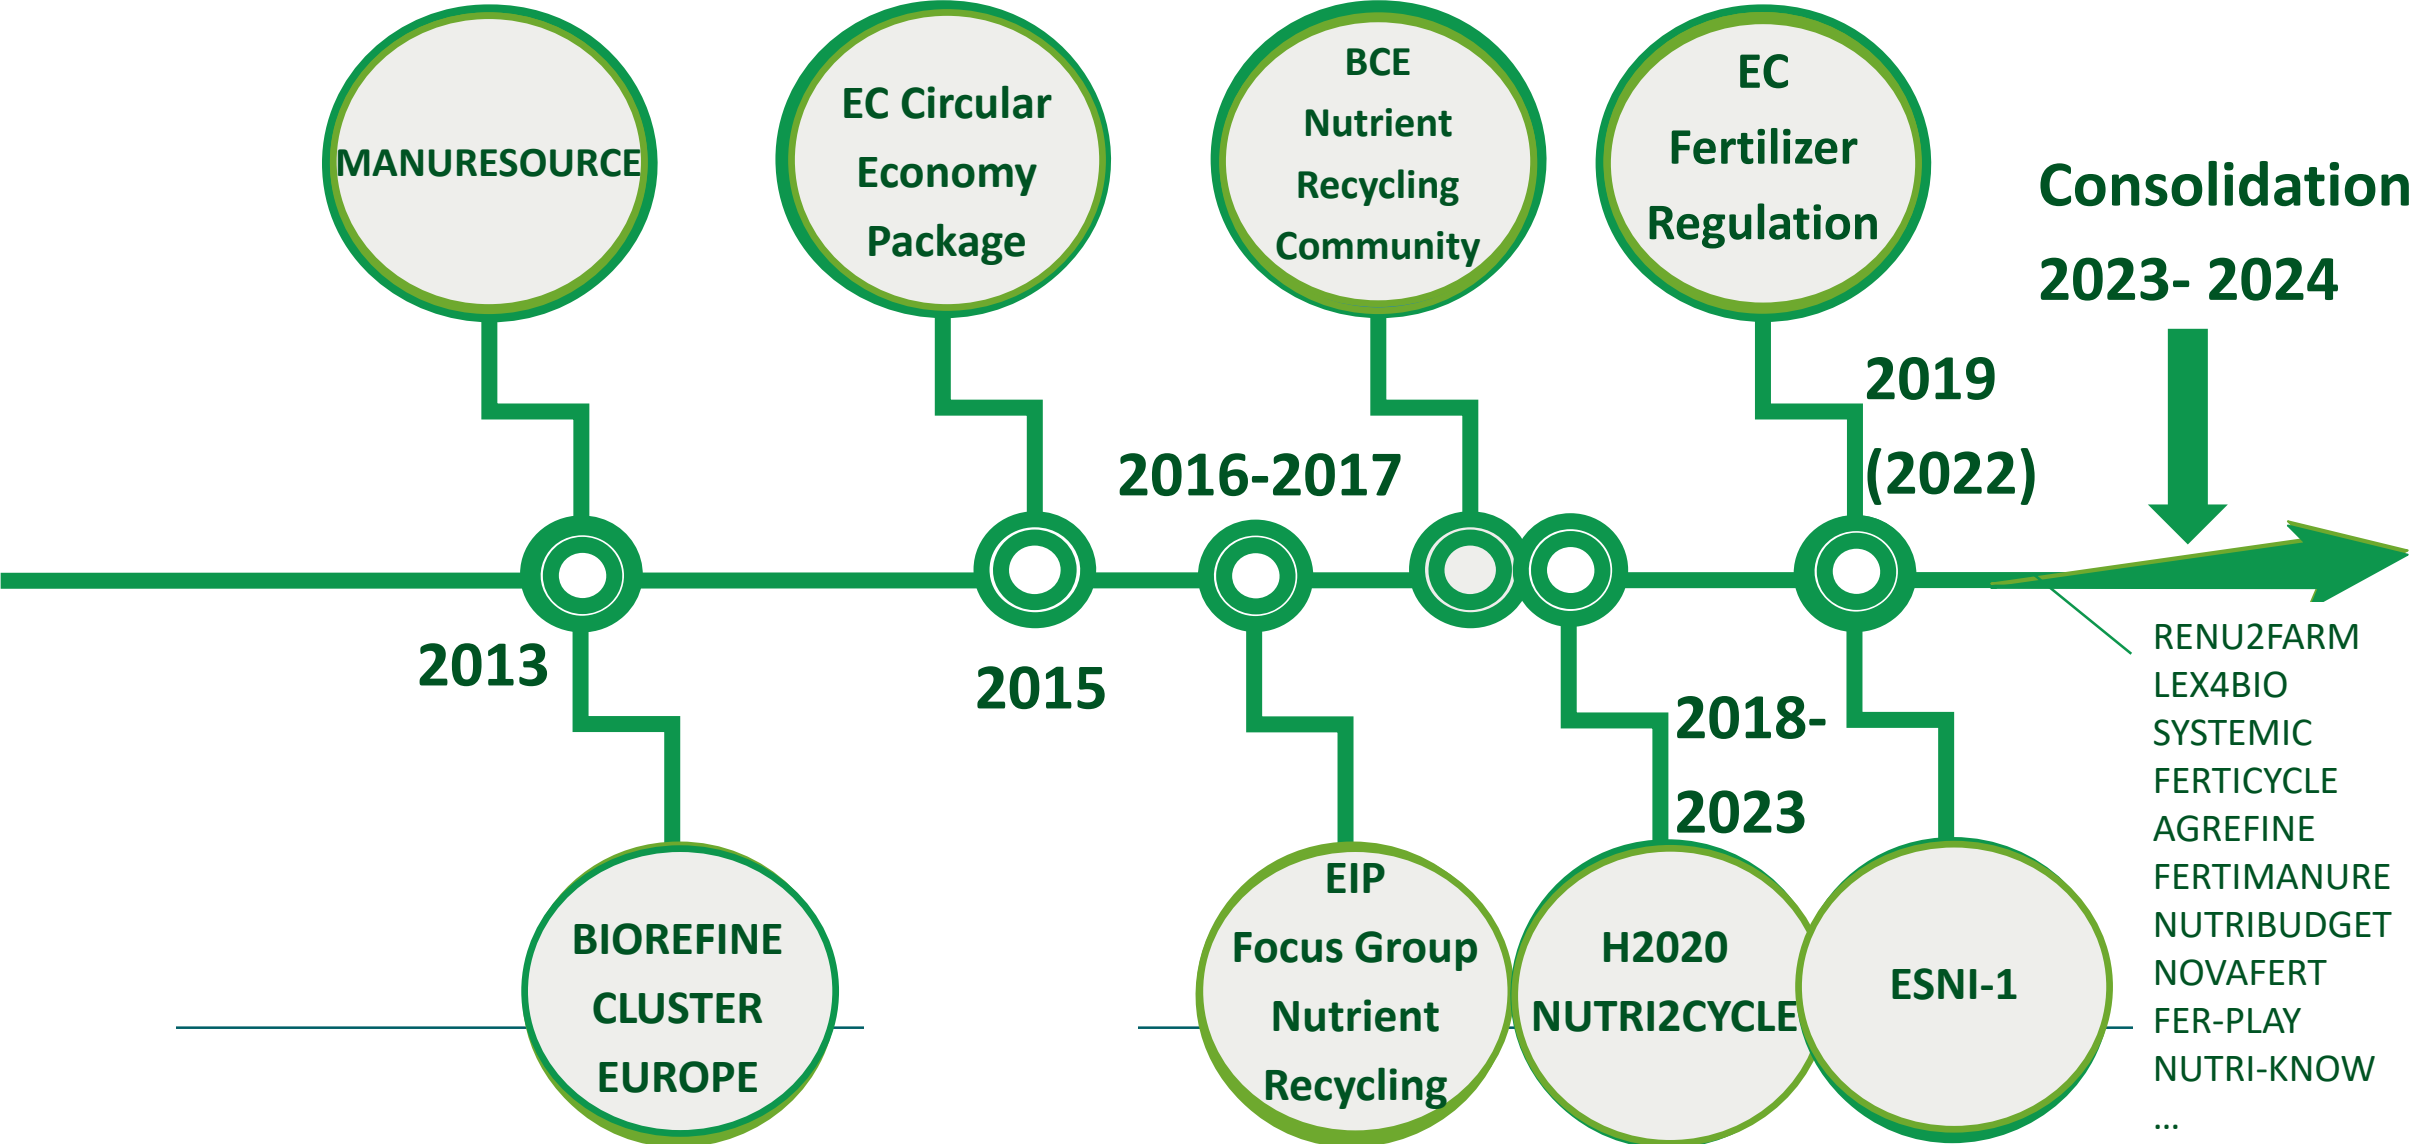 MANURESOURCE
EC Circular
Economy
Package
BCE
Nutrient
Recycling
Community
EC
Fertilizer
Regulation
Consolidation
2023- 2024
2019
(2022)
2016-2017
2013
2015
2018-
2023
BIOREFINE
CLUSTER
EUROPE
EIP
Focus Group
Nutrient
Recycling
H2020
NUTRI2CYCLE
ESNI-1
RENU2FARM
LEX4BIO
SYSTEMIC
FERTICYCLE
AGREFINE
FERTIMANURE
NUTRIBUDGET
NOVAFERT
FER-PLAY
NUTRI-KNOW
...